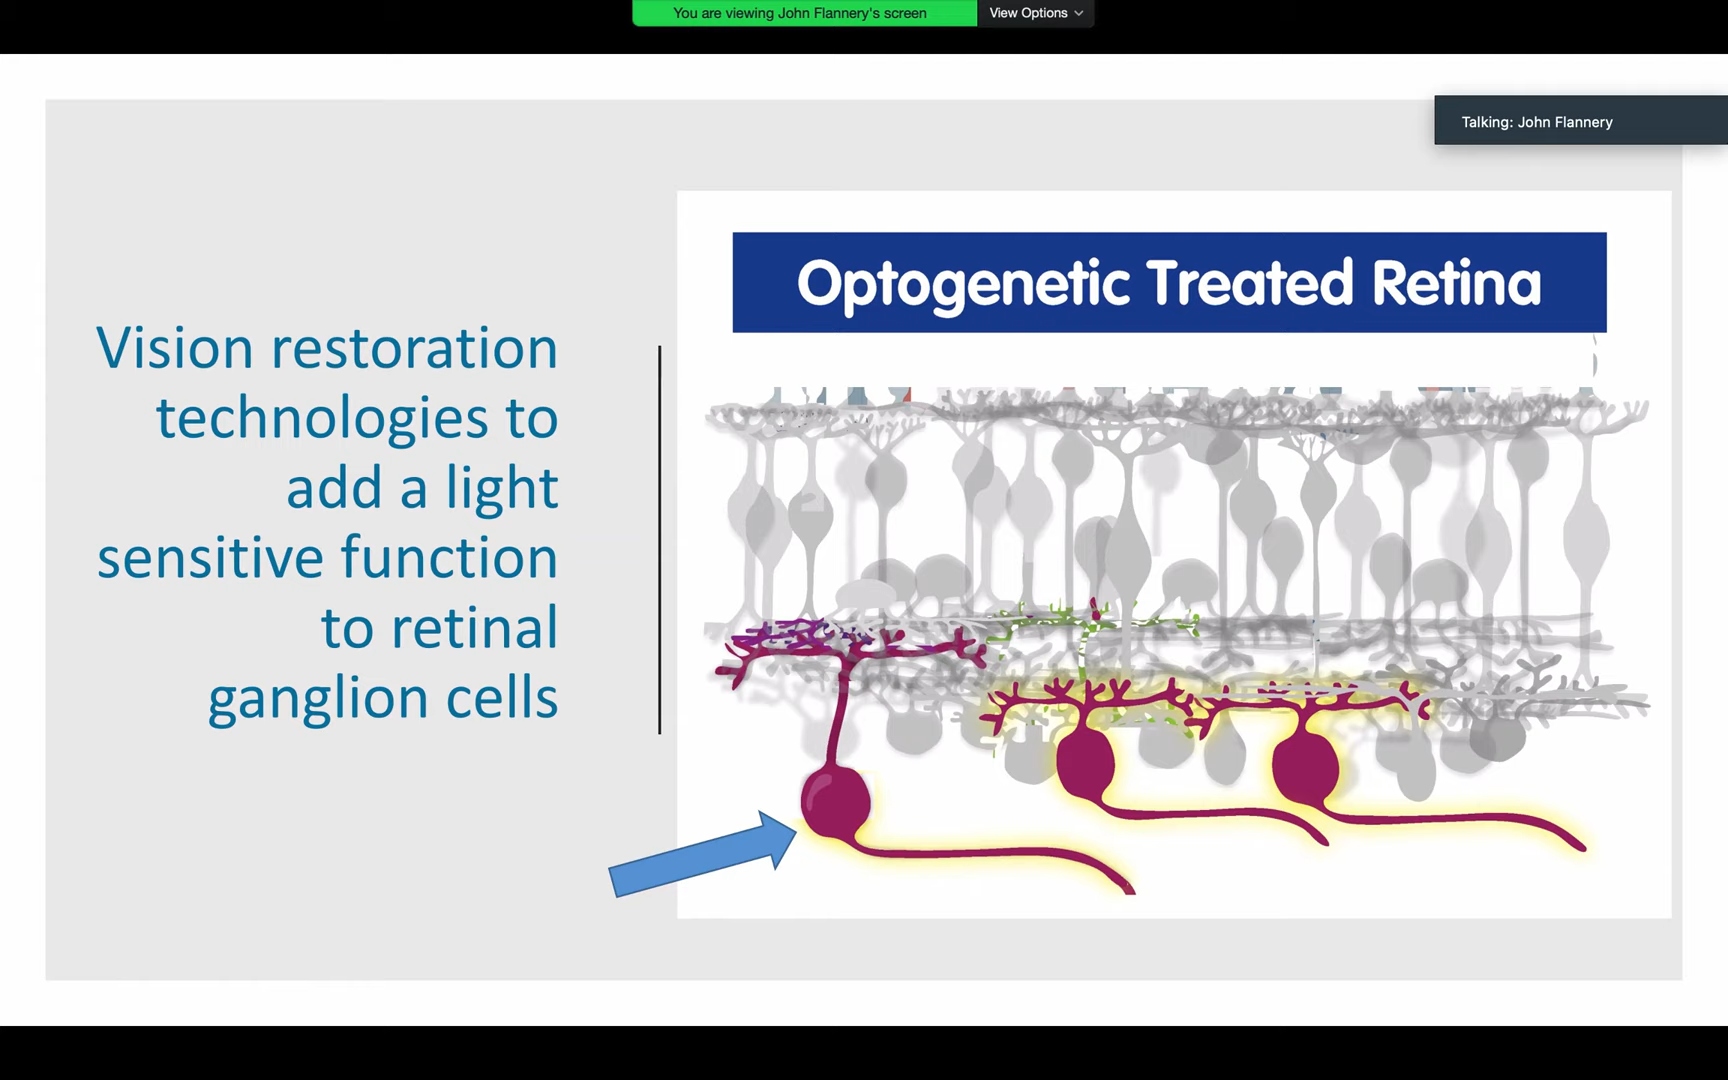 You are viewing John Flannery's screen
View Options
Talking: John Flannery
Optogenetic Treated Retina
Vision restoration
technologies to
add a light
sensitive function
to retinal
ganglion cells